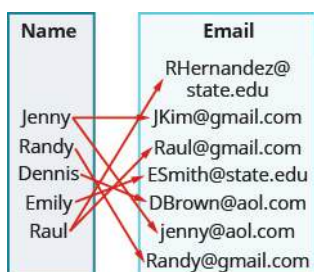 Name
Jenny
Randy
Dennis
Emily
Raul
Email
RHernandez@
state.edu
JKim@gmail.com
Raul@gmail.com
ESmith@state.edu
DBrown@aol.com
jenny@aol.com
Randy@gmail.com